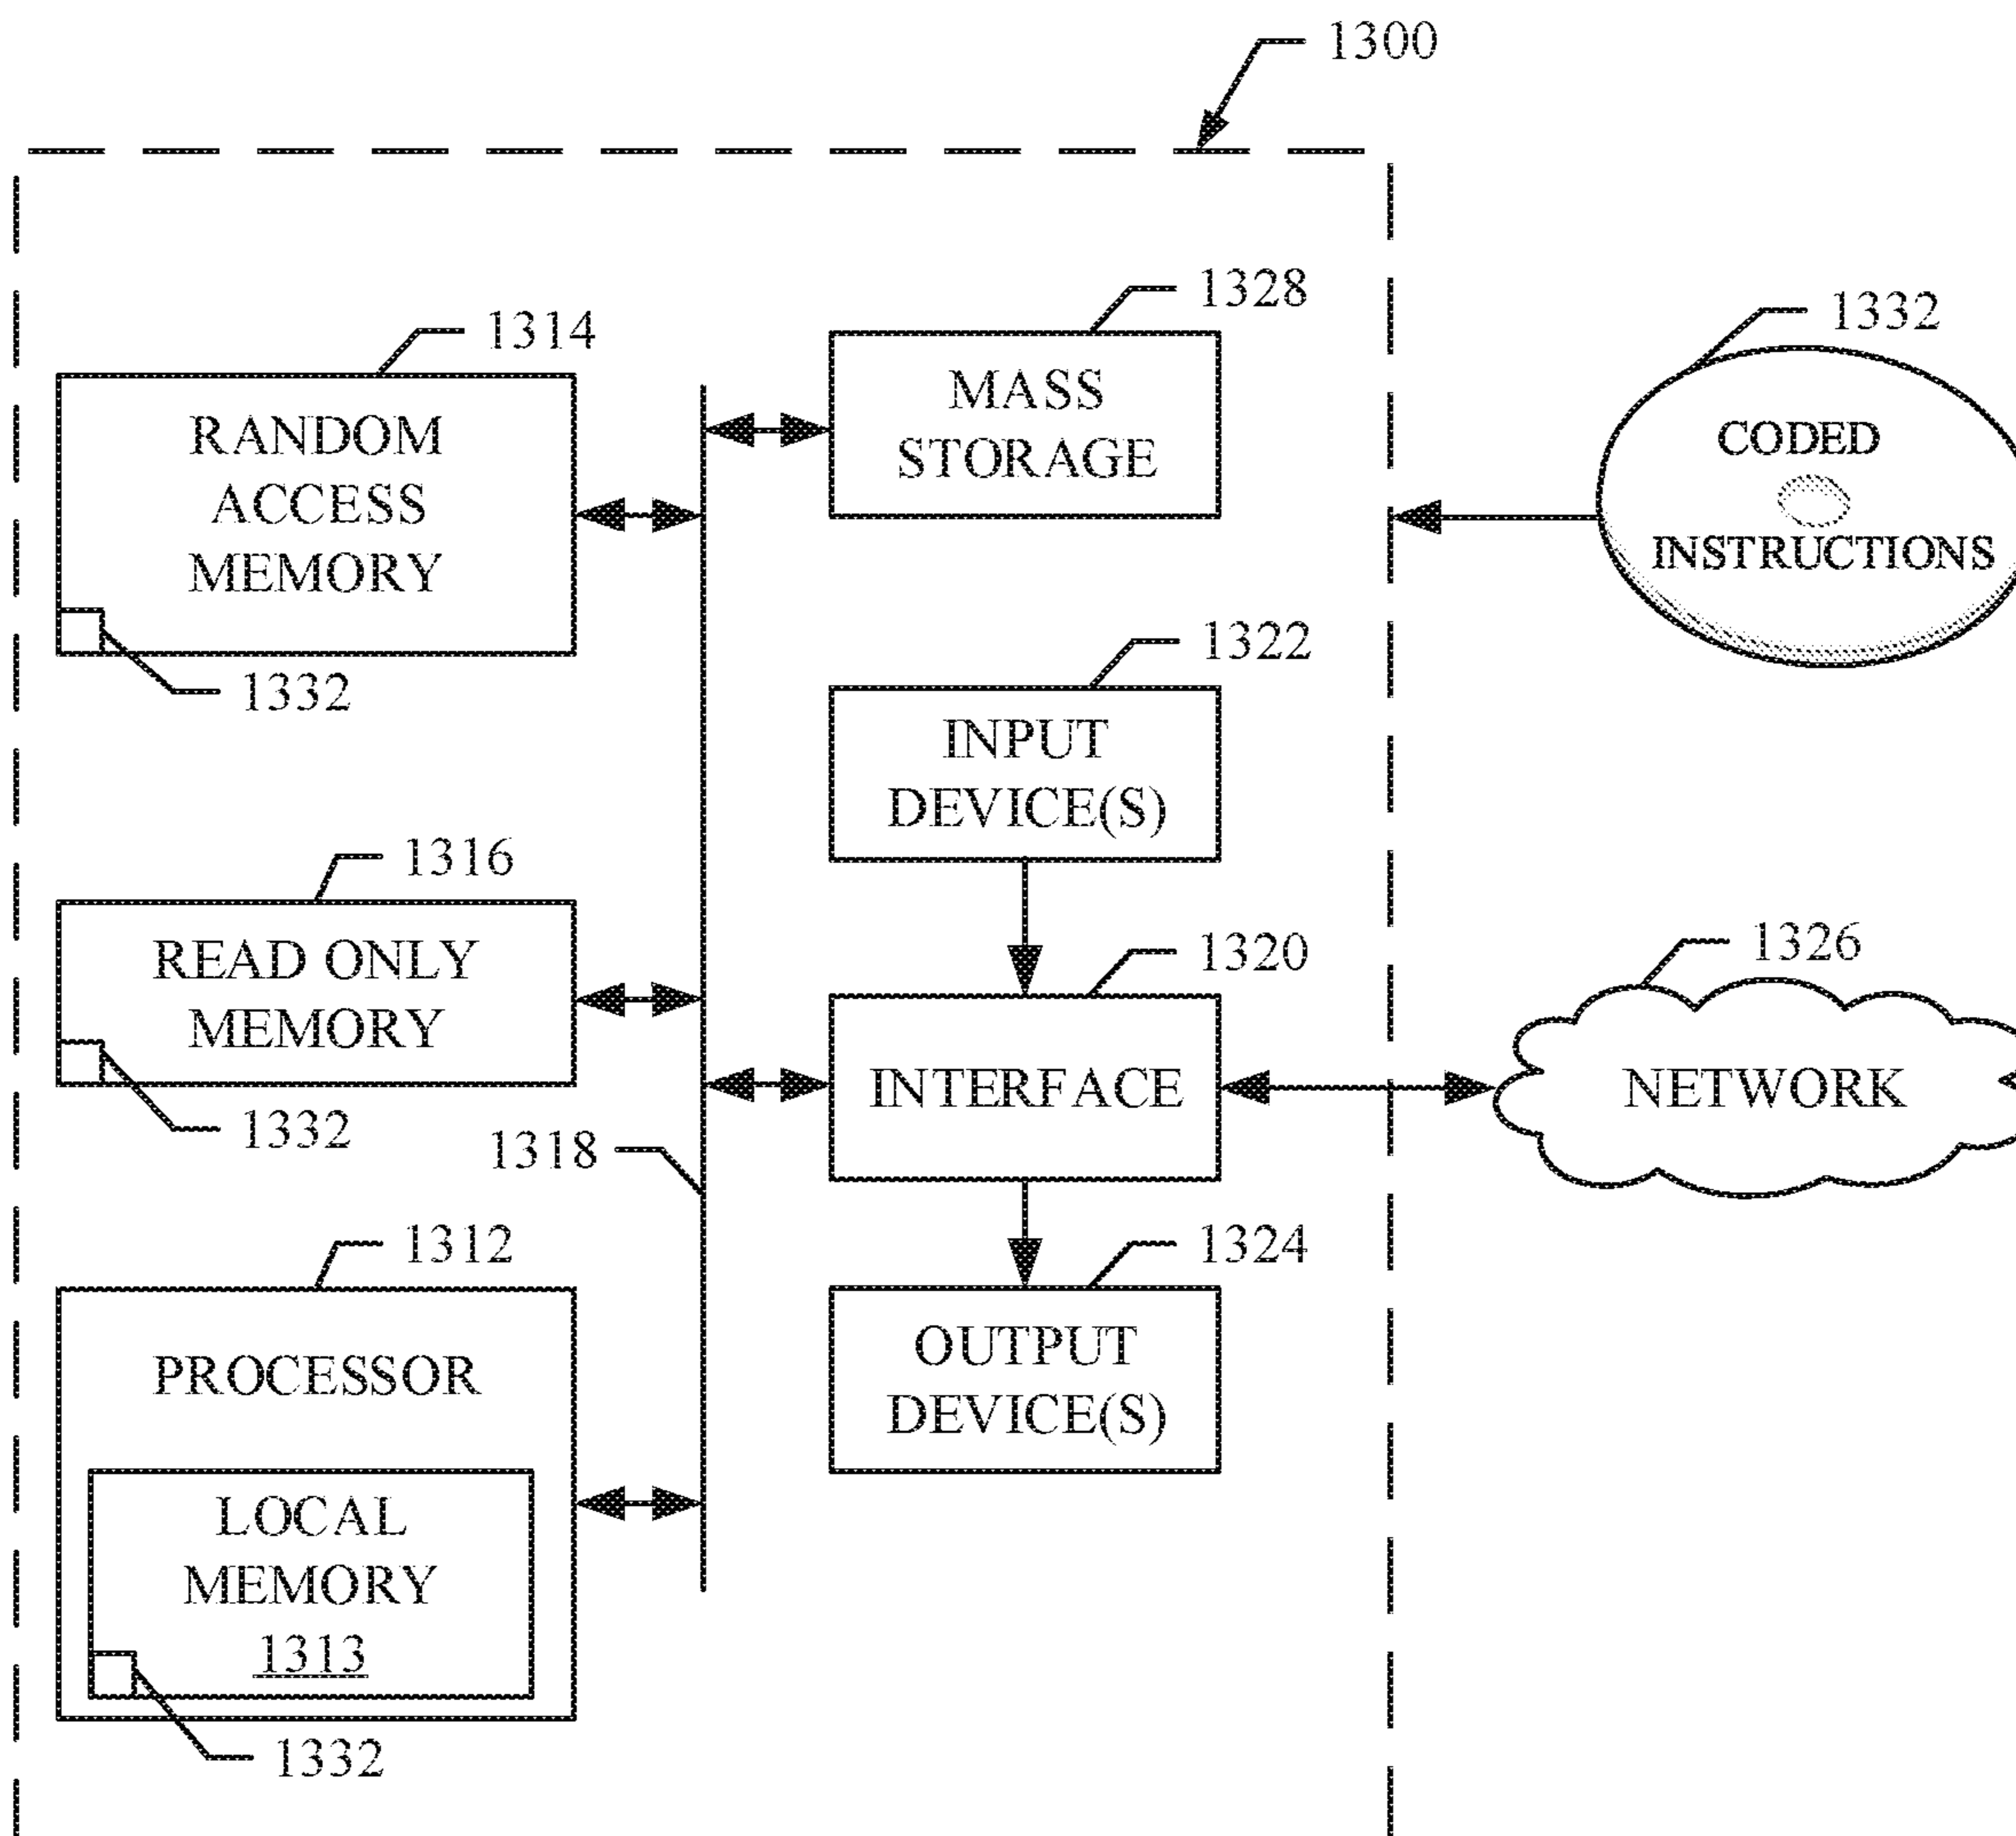 1300
1328
MASS
STORAGE
1314
RANDOM
ACCESS
MEMORY
1332
1332
CODED
INSTRUCTIONS
1322
INPUT
DEVICE(S)
1316
READ ONLY
MEMORY
1332
1320
INTERFACE
1326
NETWORK
1318
1312
PROCESSOR
LOCAL
MEMORY
1313
1332
1324
OUTPUT
DEVICE(S)